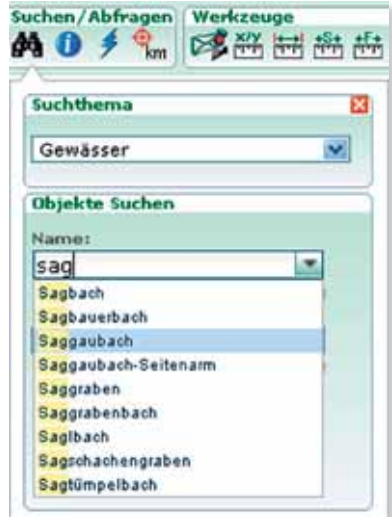 Suchen/Abfragen Werkzeuge
km x/y +S+ +F+
Suchthema
Gewässer
Objekte Suchen
Name:
sag
Sagbach
Sagbauerbach
Saggaubach
Saggaubach-Seitenarm
Saggraben
Saggrabenbach
Saglbach
Sagschachengraben
Sagtümpelbach